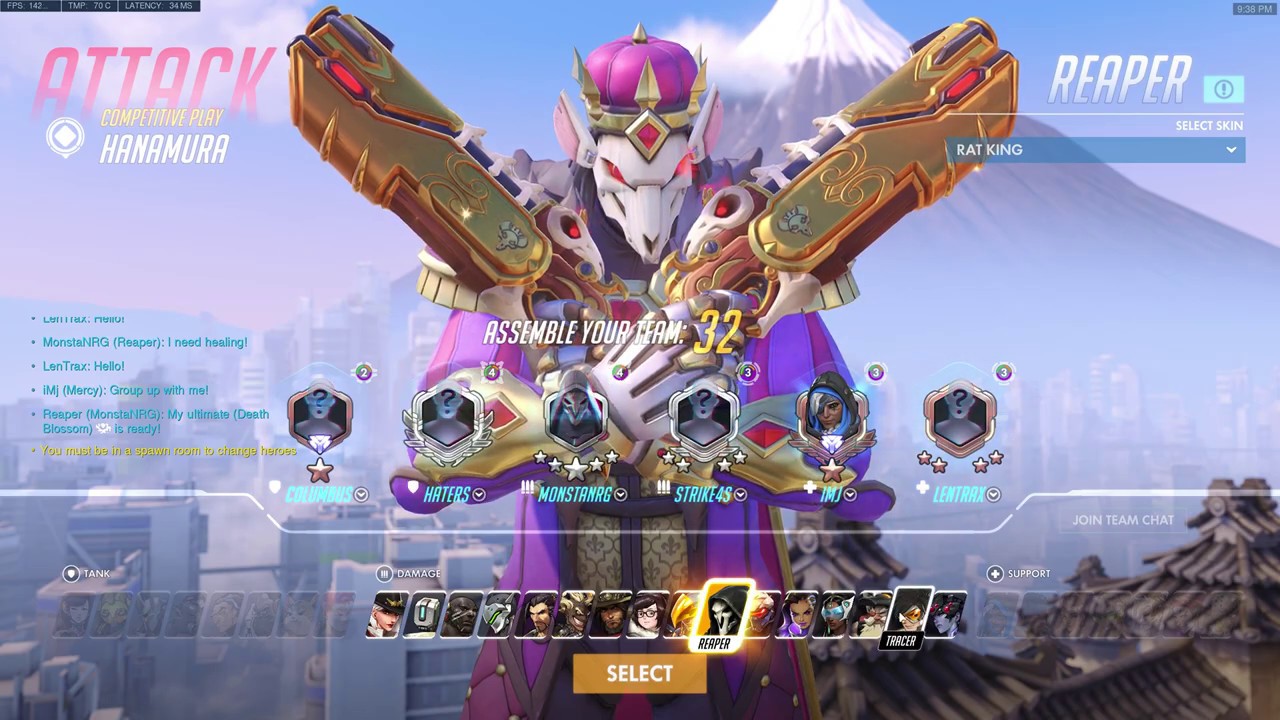 FPS: 142... TMP: 70 C LATENCY: 34 MS
9:38 PM
ATTACK
COMPETITIVE PLAY
HANAMURA
REAPER
SELECT SKIN
RAT KING
ASSEMBLE YOUR TEAM: 32
LenTrax: Hello!
MonstaNRG (Reaper): I need healing!
LenTrax: Hello!
iMj (Mercy): Group up with me!
Reaper (MonstaNRG): My ultimate (Death
Blossom) is ready!
You must be in a spawn room to change heroes
2 4 4 3 3 3
COLUMBUS HATERS MONSTANRG STRIKE4S IMJ LENTRAX
JOIN TEAM CHAT
TANK DAMAGE SUPPORT
REAPER TRACER
SELECT